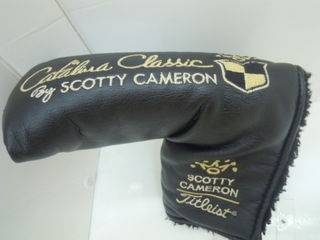 Catalina Classic
By SCOTTY CAMERON
SCOTTY
CAMERON
Titleist®